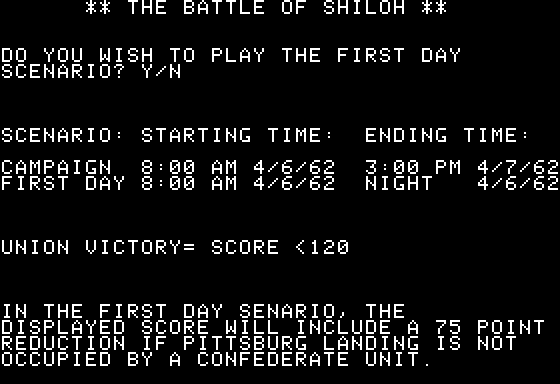 ** THE BATTLE OF SHILOH **
DO YOU WISH TO PLAY THE FIRST DAY
SCENARIO? Y/N
SCENARIO: STARTING TIME: ENDING TIME:
CAMPAIGN 8:00 AM 4/6/62 3:00 PM 4/7/62
FIRST DAY 8:00 AM 4/6/62 NIGHT 4/6/62
UNION VICTORY= SCORE <120
IN THE FIRST DAY SENARIO, THE
DISPLAYED SCORE WILL INCLUDE A 75 POINT
REDUCTION IF PITTSBURG LANDING IS NOT
OCCUPIED BY A CONFEDERATE UNIT.